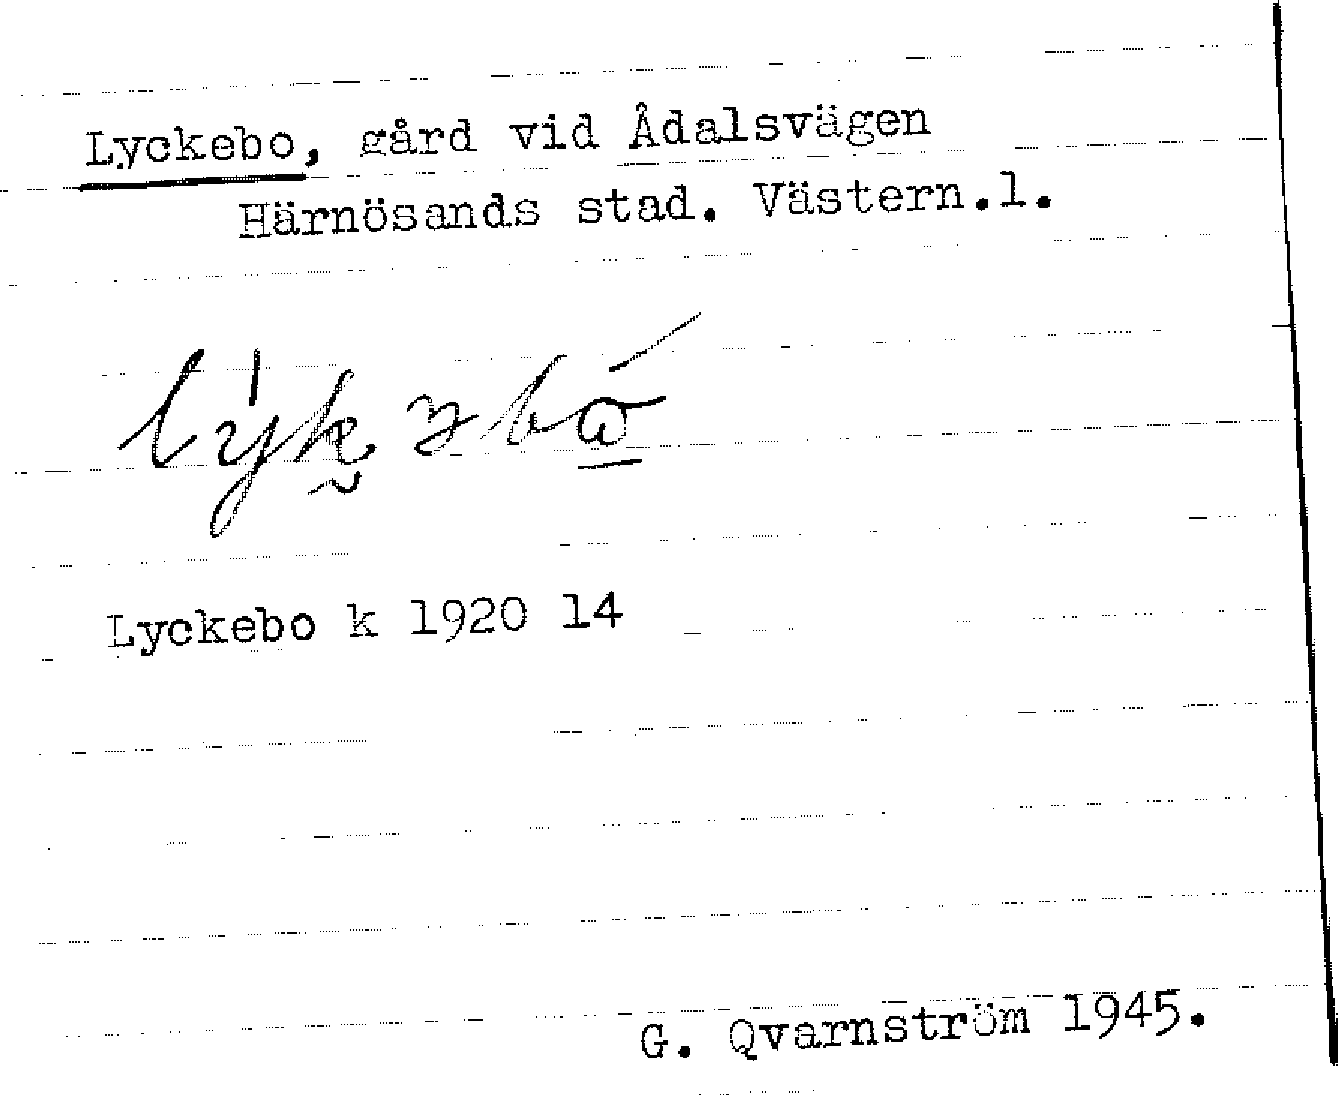 Lyckebo, gård vid Ådalsvägen
Härnösands stad. Västern.l.
Lyckebo k 1920 14
G. Qvarnström 1945.